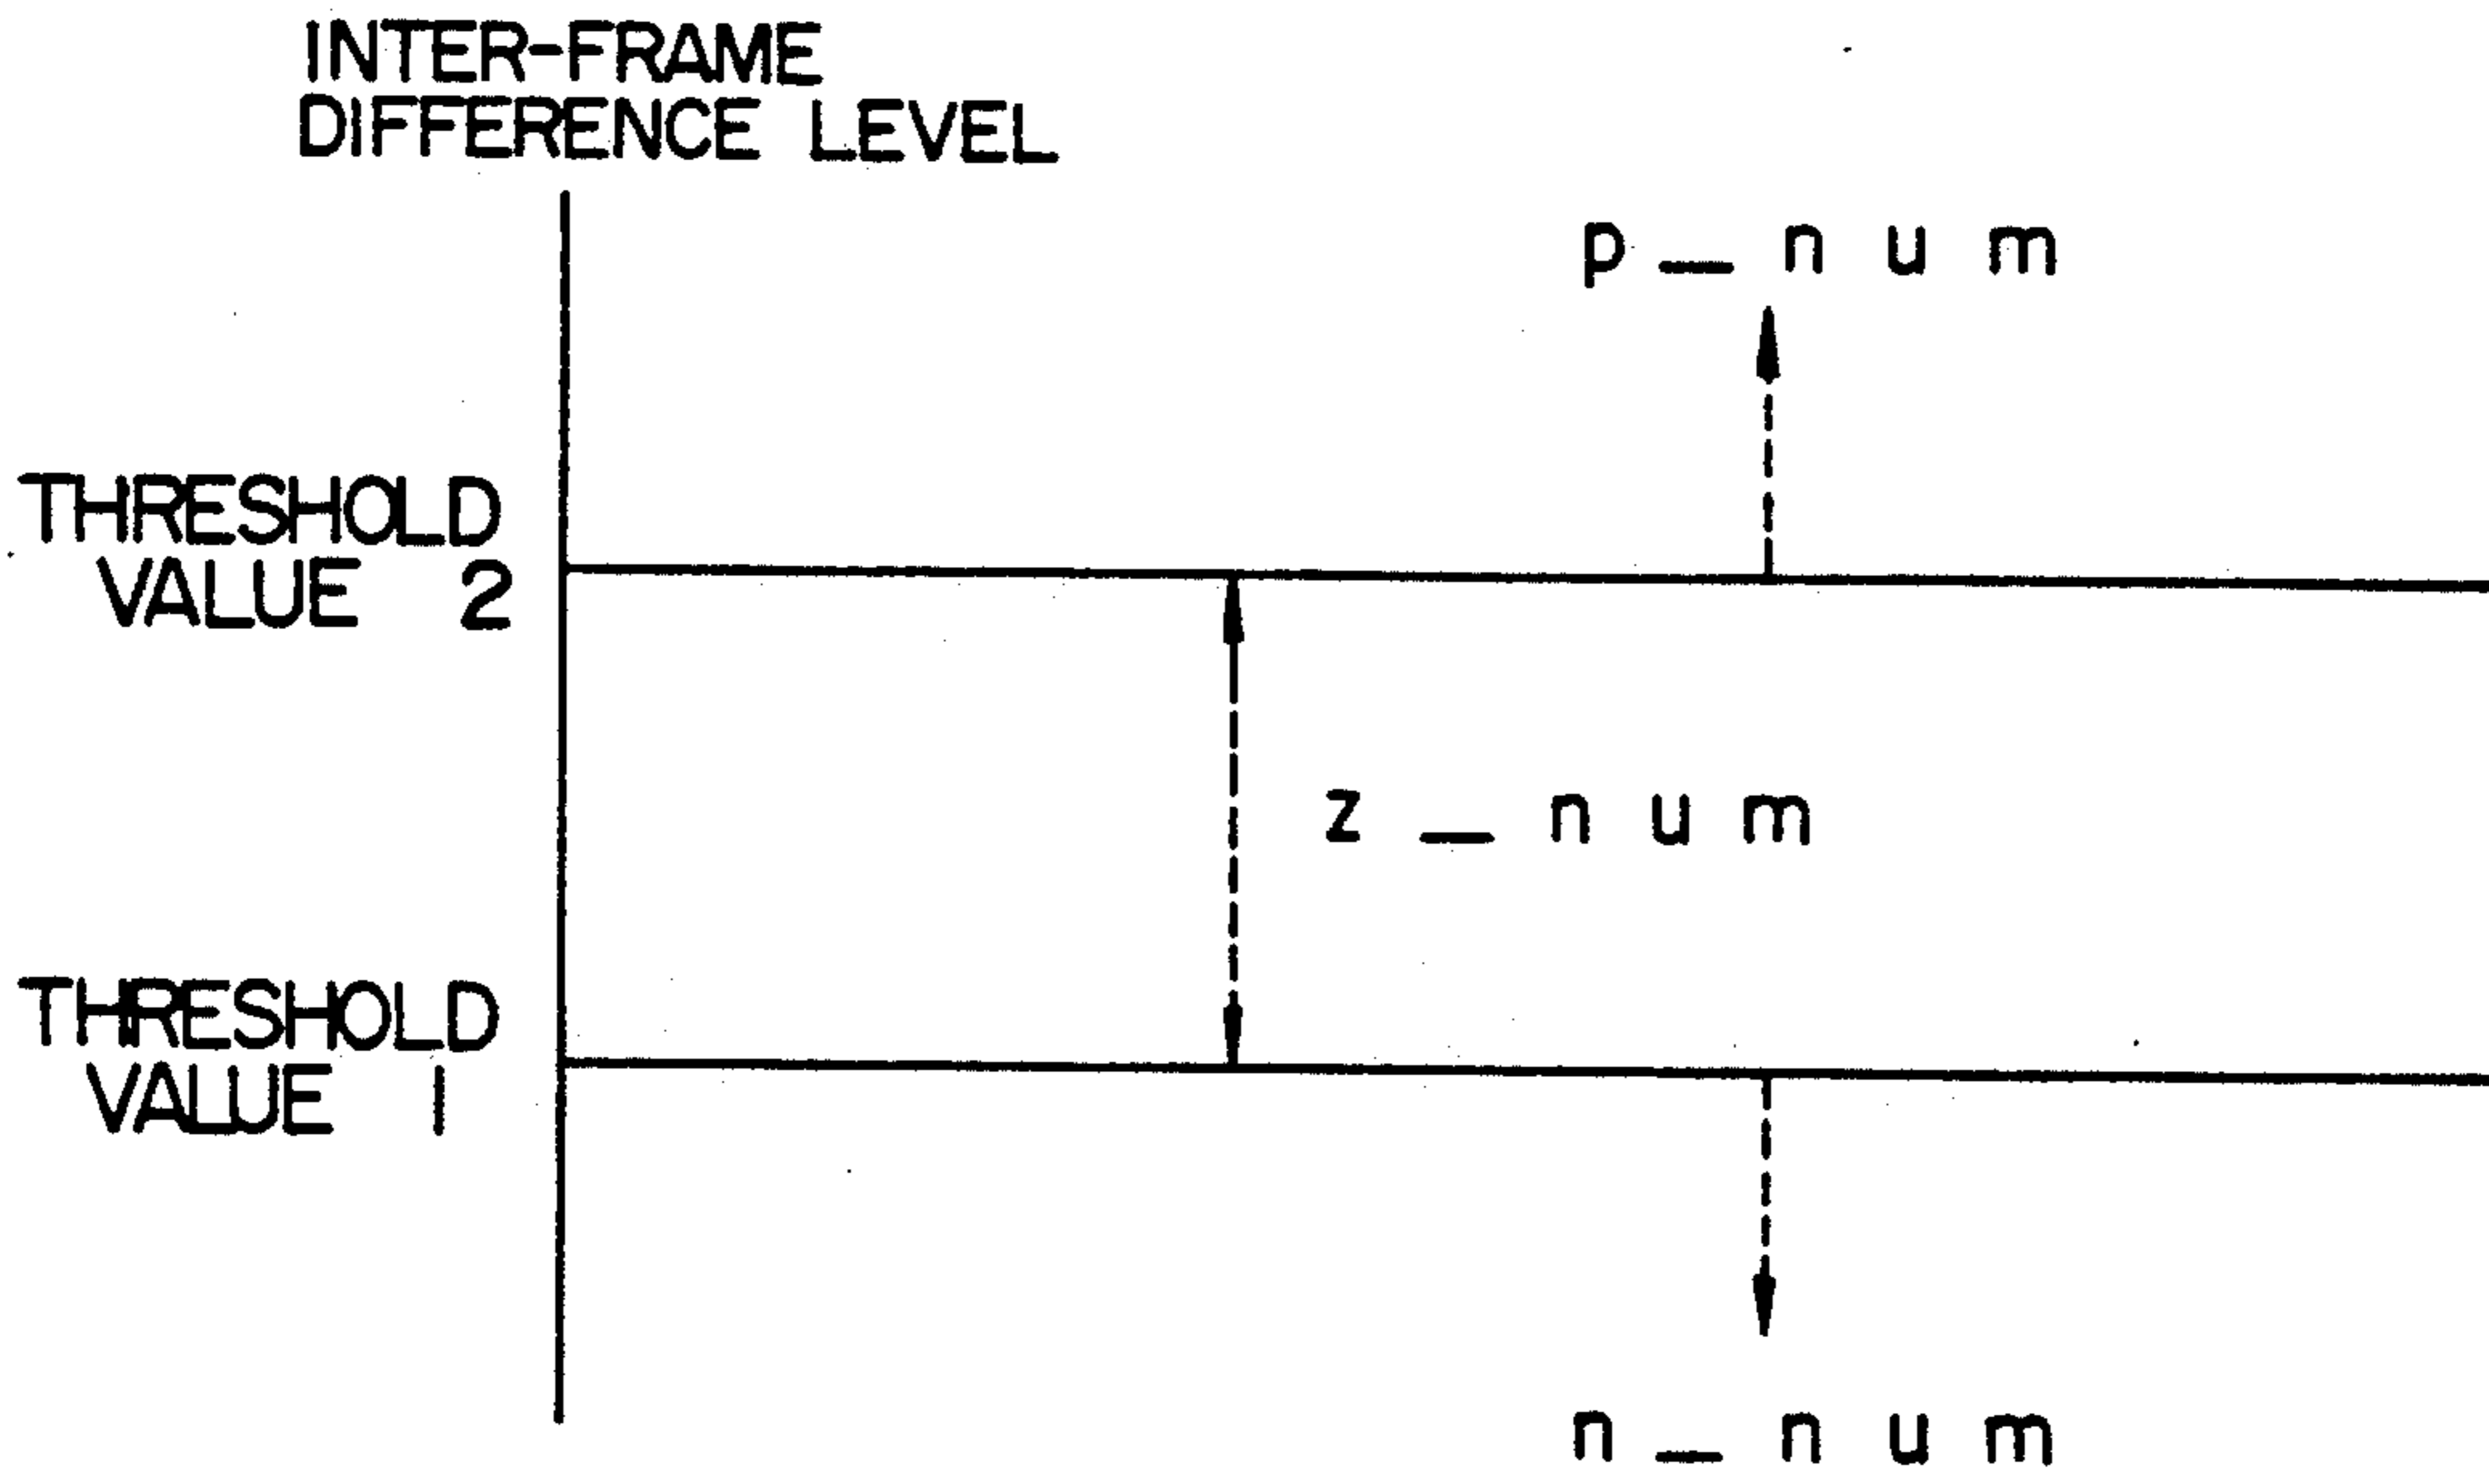 INTER-FRAME
DIFFERENCE LEVEL
p_num
THRESHOLD
VALUE 2
z_num
THRESHOLD
VALUE 1
n_num